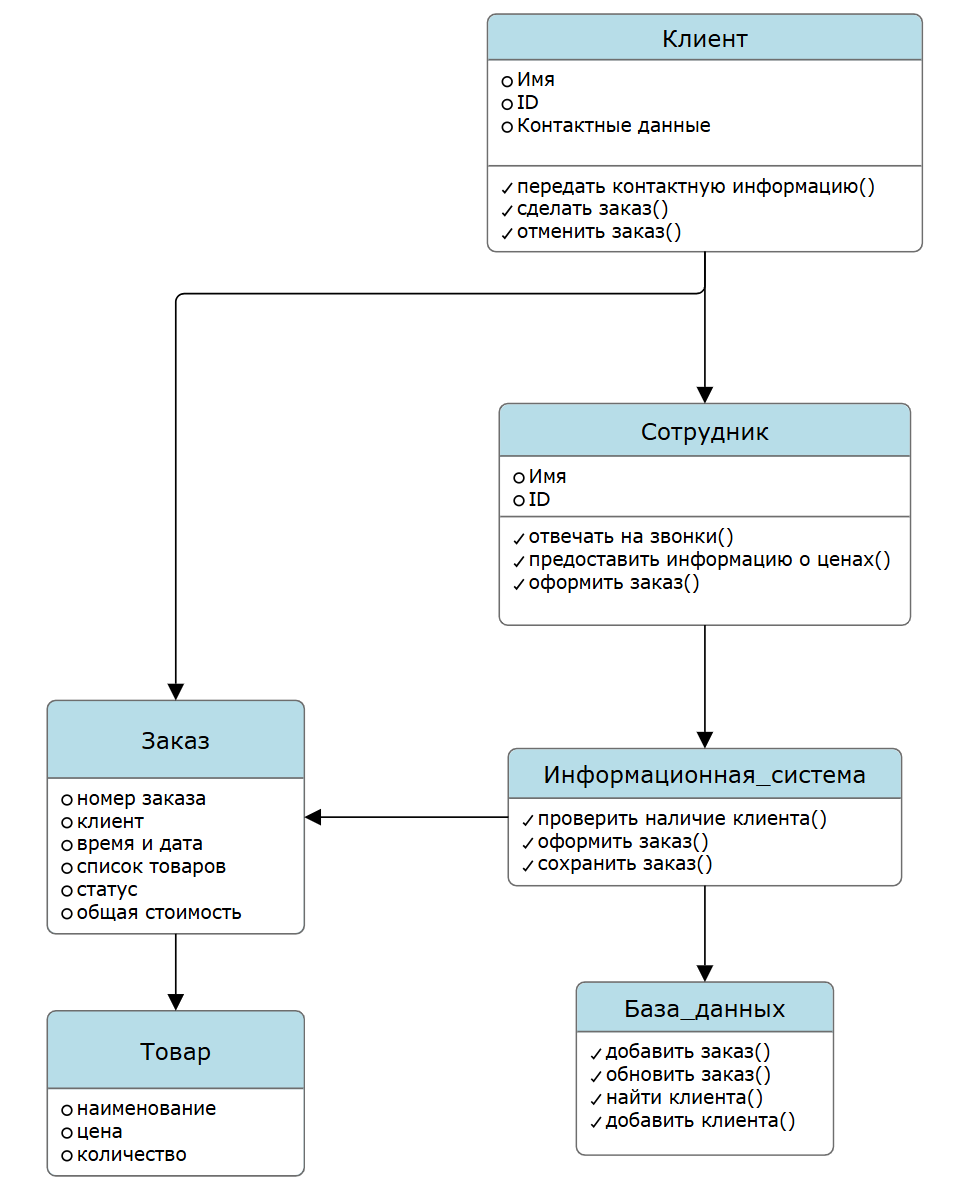 Клиент
Имя
ID
Контактные данные
передать контактную информацию()
сделать заказ()
отменить заказ()
Сотрудник
Имя
ID
отвечать на звонки()
предоставить информацию о ценах()
оформить заказ()
Заказ
номер заказа
клиент
время и дата
список товаров
статус
общая стоимость
Информационная_система
проверить наличие клиента()
оформить заказ()
сохранить заказ()
Товар
наименование
цена
количество
База_данных
добавить заказ()
обновить заказ()
найти клиента()
добавить клиента()